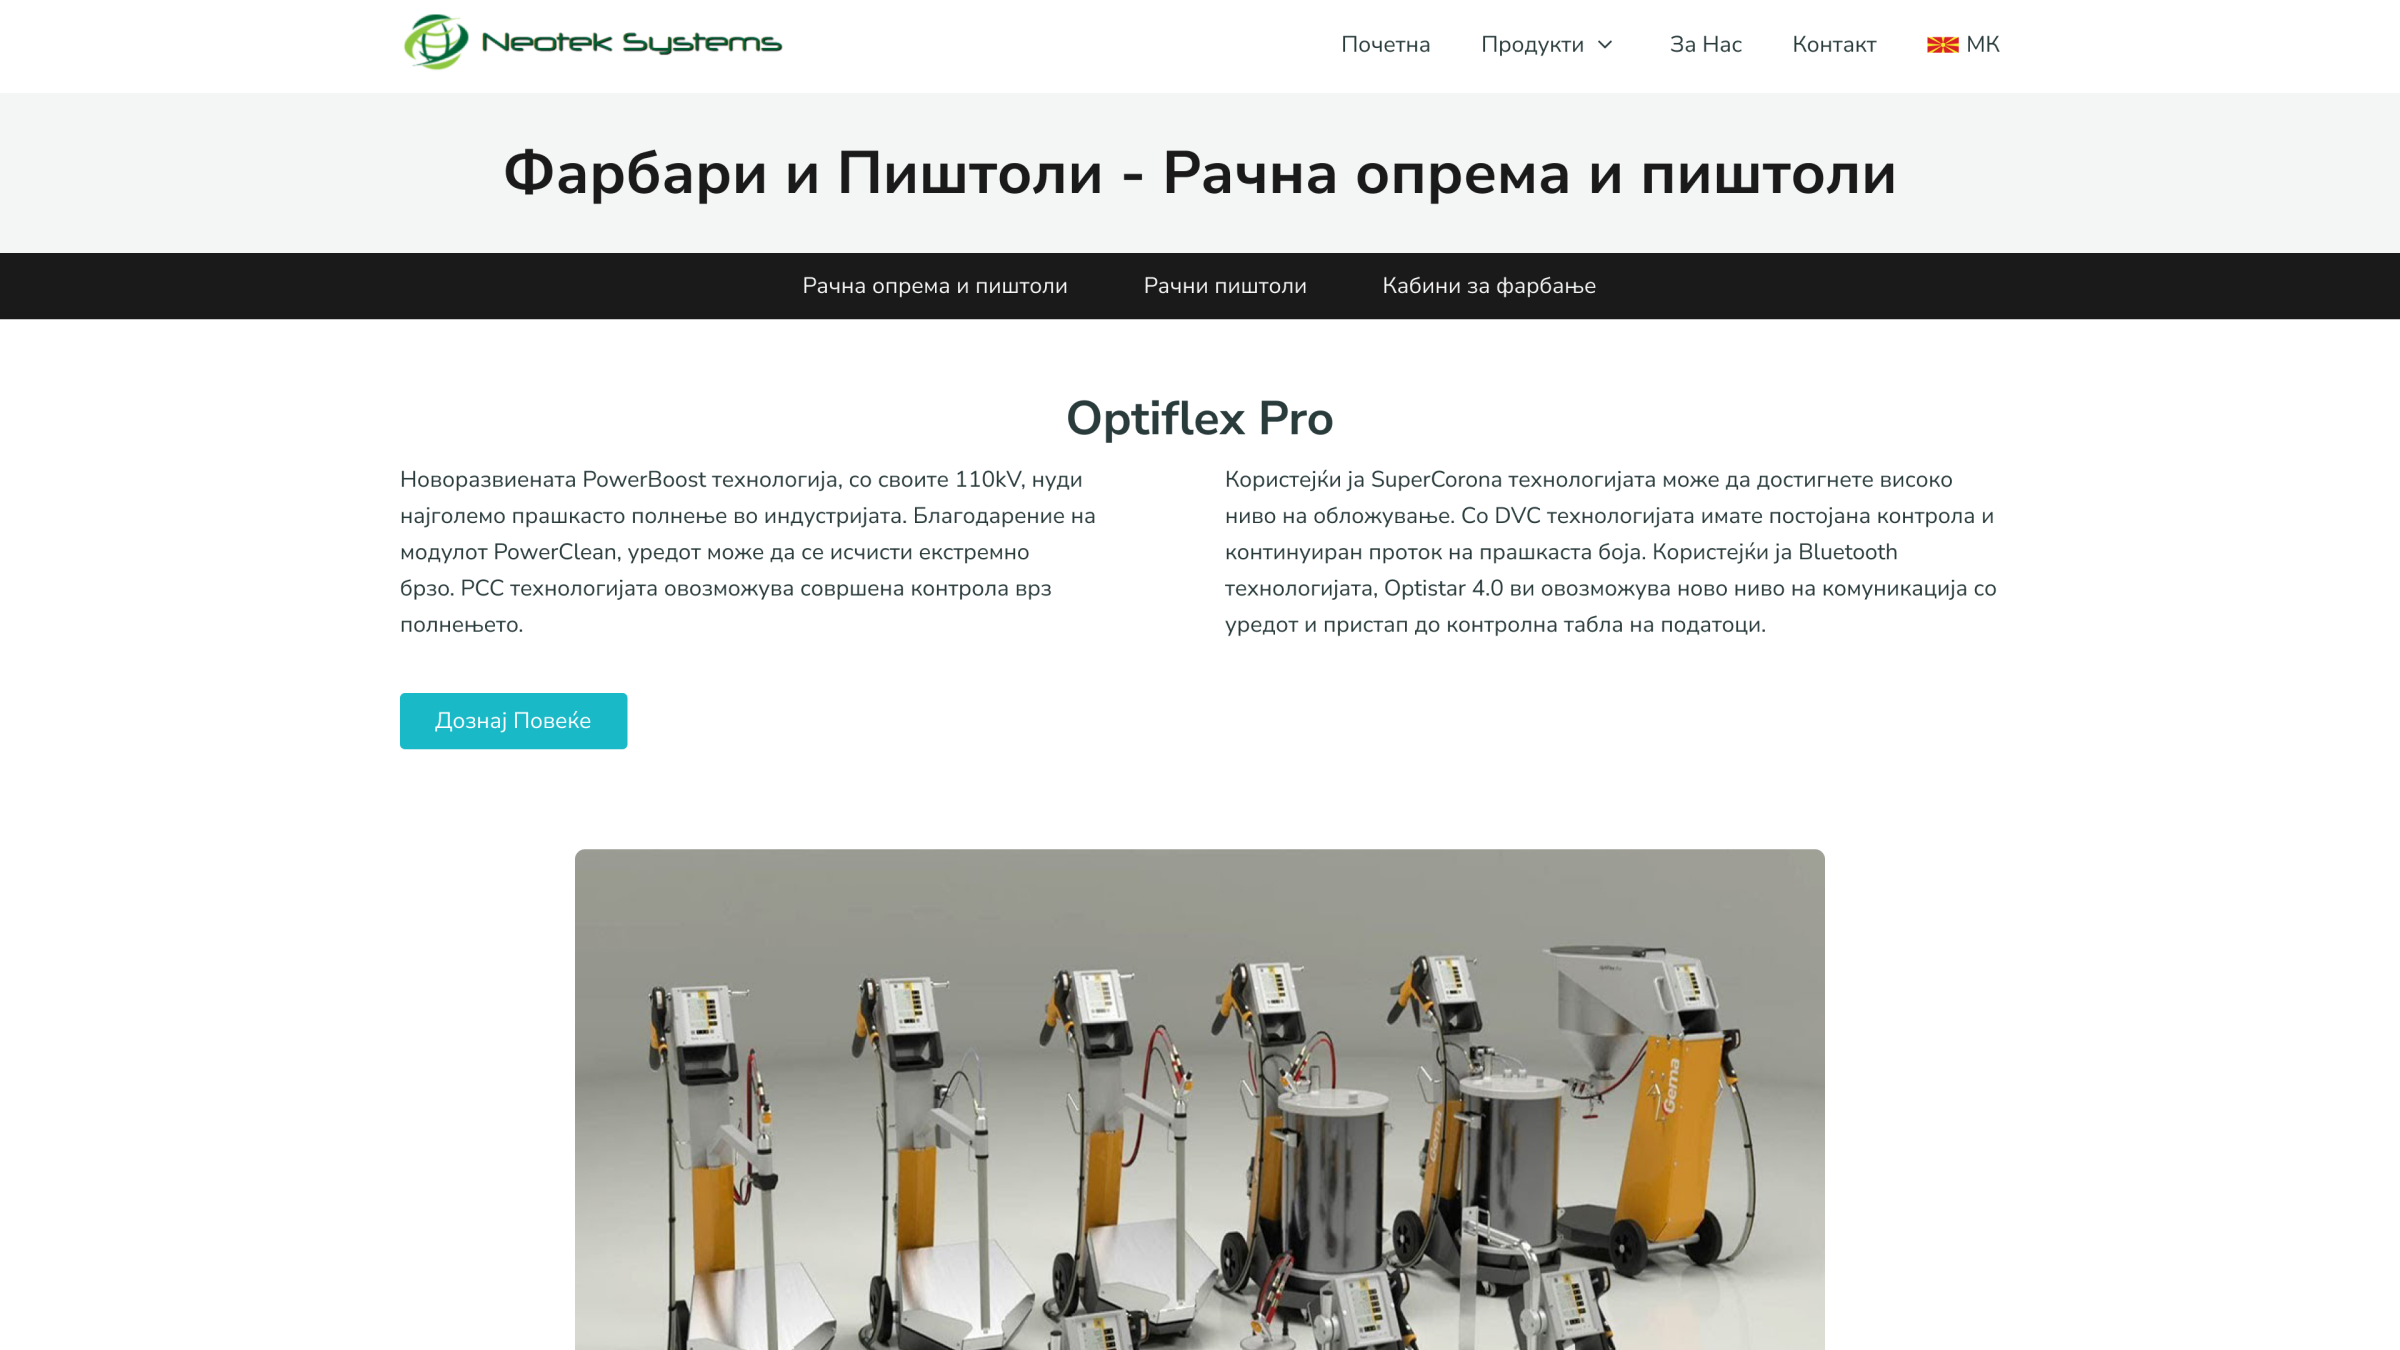 Neotek Systems
Почетна Продукти За Нас Контакт МК
Фарбари и Пиштоли - Рачна опрема и пиштоли
Рачна опрема и пиштоли Рачни пиштоли Кабини за фарбање
Optiflex Pro
Новоразвиената PowerBoost технологија, со своите 110kV, нуди
најголемо прашкасто полнење во индустријата. Благодарение на
модулот PowerClean, уредот може да се исчисти екстремно
брзо. PCC технологијата овозможува совршена контрола врз
полнењето.
Користејќи ја SuperCorona технологијата може да достигнете високо
ниво на обложување. Со DVC технологијата имате постојана контрола и
континуиран проток на прашкаста боја. Користејќи ја Bluetooth
технологијата, Optistar 4.0 ви овозможува ново ниво на комуникација со
уредот и пристап до контролна табла на податоци.
Дознај Повеќе
Gema
Gema